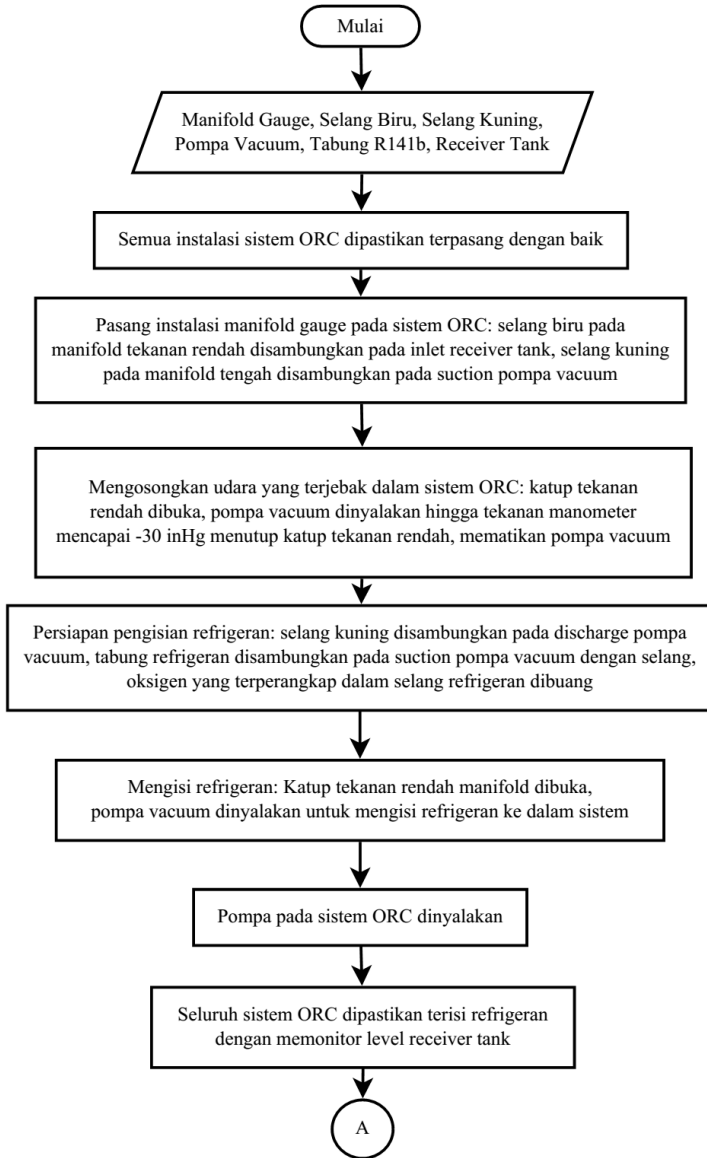 Mulai
Manifold Gauge, Selang Biru, Selang Kuning,
Pompa Vacuum, Tabung R141b, Receiver Tank
Semua instalasi sistem ORC dipastikan terpasang dengan baik
Pasang instalasi manifold gauge pada sistem ORC: selang biru pada
manifold tekanan rendah disambungkan pada inlet receiver tank, selang kuning
pada manifold tengah disambungkan pada suction pompa vacuum
Mengosongkan udara yang terjebak dalam sistem ORC: katup tekanan
rendah dibuka, pompa vacuum dinyalakan hingga tekanan manometer
mencapai -30 inHg menutup katup tekanan rendah, mematikan pompa vacuum
Persiapan pengisian refrigeran: selang kuning disambungkan pada discharge pompa
vacuum, tabung refrigeran disambungkan pada suction pompa vacuum dengan selang,
oksigen yang terperangkap dalam selang refrigeran dibuang
Mengisi refrigeran: Katup tekanan rendah manifold dibuka,
pompa vacuum dinyalakan untuk mengisi refrigeran ke dalam sistem
Pompa pada sistem ORC dinyalakan
Seluruh sistem ORC dipastikan terisi refrigeran
dengan memonitor level receiver tank
A